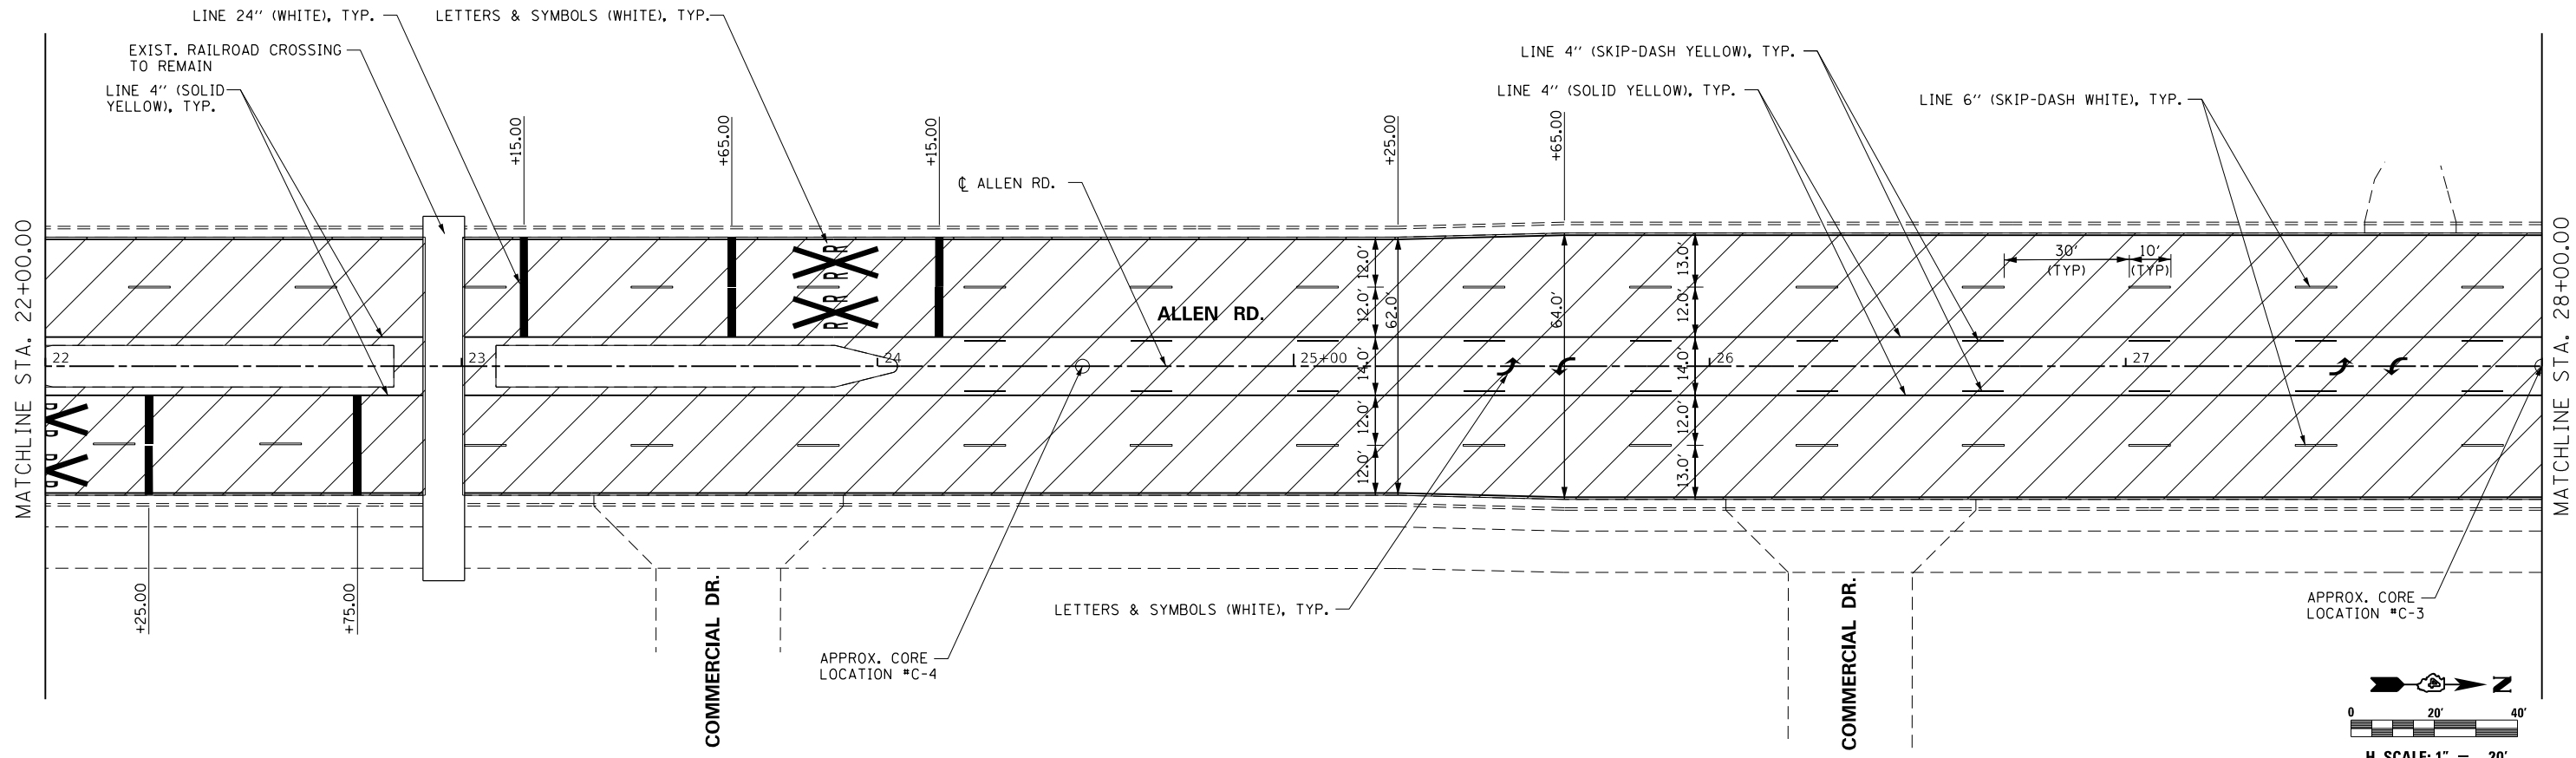 LINE 24" (WHITE), TYP.
LETTERS & SYMBOLS (WHITE), TYP.
EXIST. RAILROAD CROSSING
TO REMAIN
LINE 4" (SOLID
YELLOW), TYP.
LINE 4" (SKIP-DASH YELLOW), TYP.
LINE 4" (SOLID YELLOW), TYP.
LINE 6" (SKIP-DASH WHITE), TYP.
+15.00
+65.00
+15.00
+25.00
+65.00
℄ ALLEN RD.
MATCHLINE STA. 22+00.00
MATCHLINE STA. 28+00.00
R R
R R
12.0'
12.0'
62.0'
14.0'
12.0'
12.0'
64.0'
13.0'
12.0'
14.0'
12.0'
13.0'
30'
(TYP)
10'
(TYP)
ALLEN RD.
22
23
24
25+00
26
27
+25.00
+75.00
COMMERCIAL DR.
APPROX. CORE
LOCATION #C-4
LETTERS & SYMBOLS (WHITE), TYP.
COMMERCIAL DR.
APPROX. CORE
LOCATION #C-3
N
0 20' 40'
H. SCALE: 1" = 20'